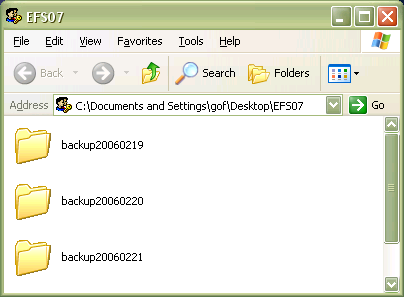 EFS07
File Edit View Favorites Tools Help
Back Search Folders
Address C:\Documents and Settings\gof\Desktop\EFS07 Go
backup20060219
backup20060220
backup20060221